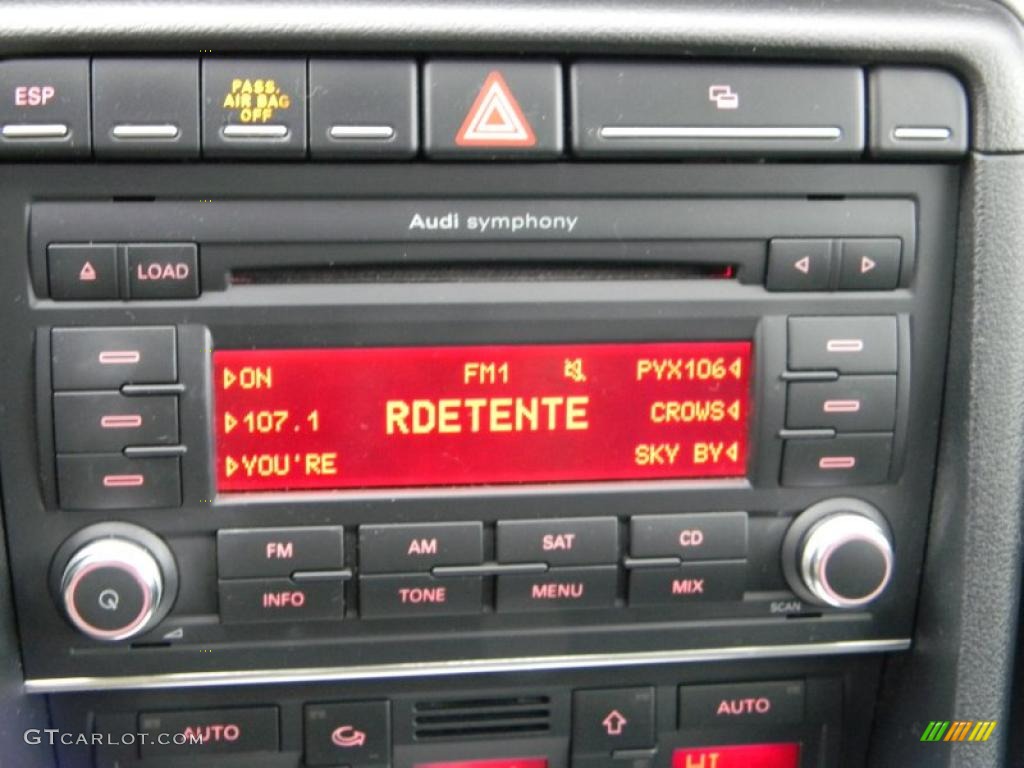 ESP
PASS.
AIR BAG
OFF
Audi symphony
LOAD
ON FM1 PYX106
107.1 RDETENTE CROWS
YOU'RE SKY BY
FM AM SAT CD
INFO TONE MENU MIX
SCAN
AUTO AUTO
GTCARLOT.COM